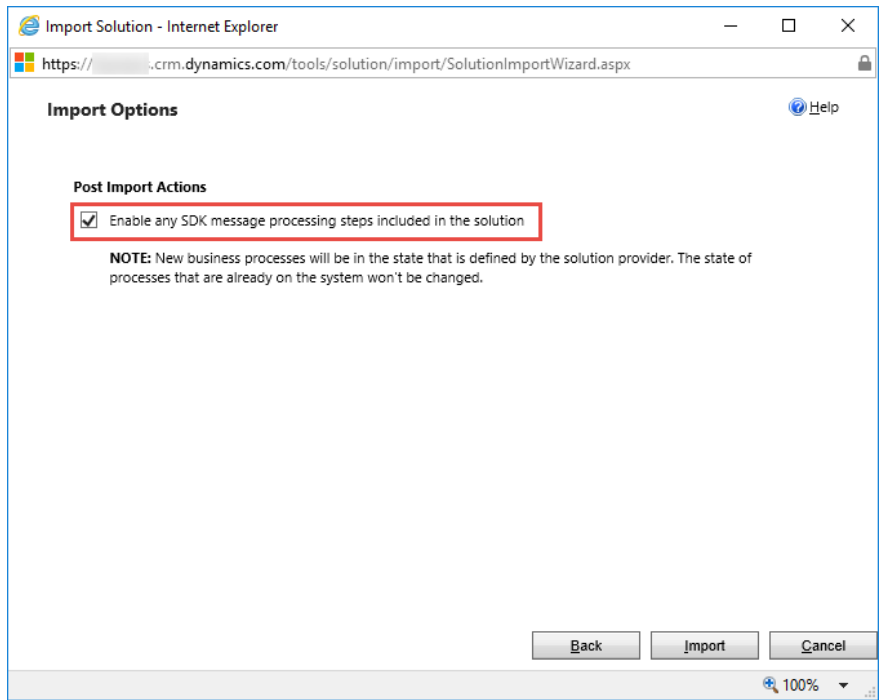 Import Solution - Internet Explorer
https:// .crm.dynamics.com/tools/solution/import/SolutionImportWizard.aspx
Import Options
Help
Post Import Actions
Enable any SDK message processing steps included in the solution
NOTE: New business processes will be in the state that is defined by the solution provider. The state of
processes that are already on the system won't be changed.
Back Import Cancel
100%